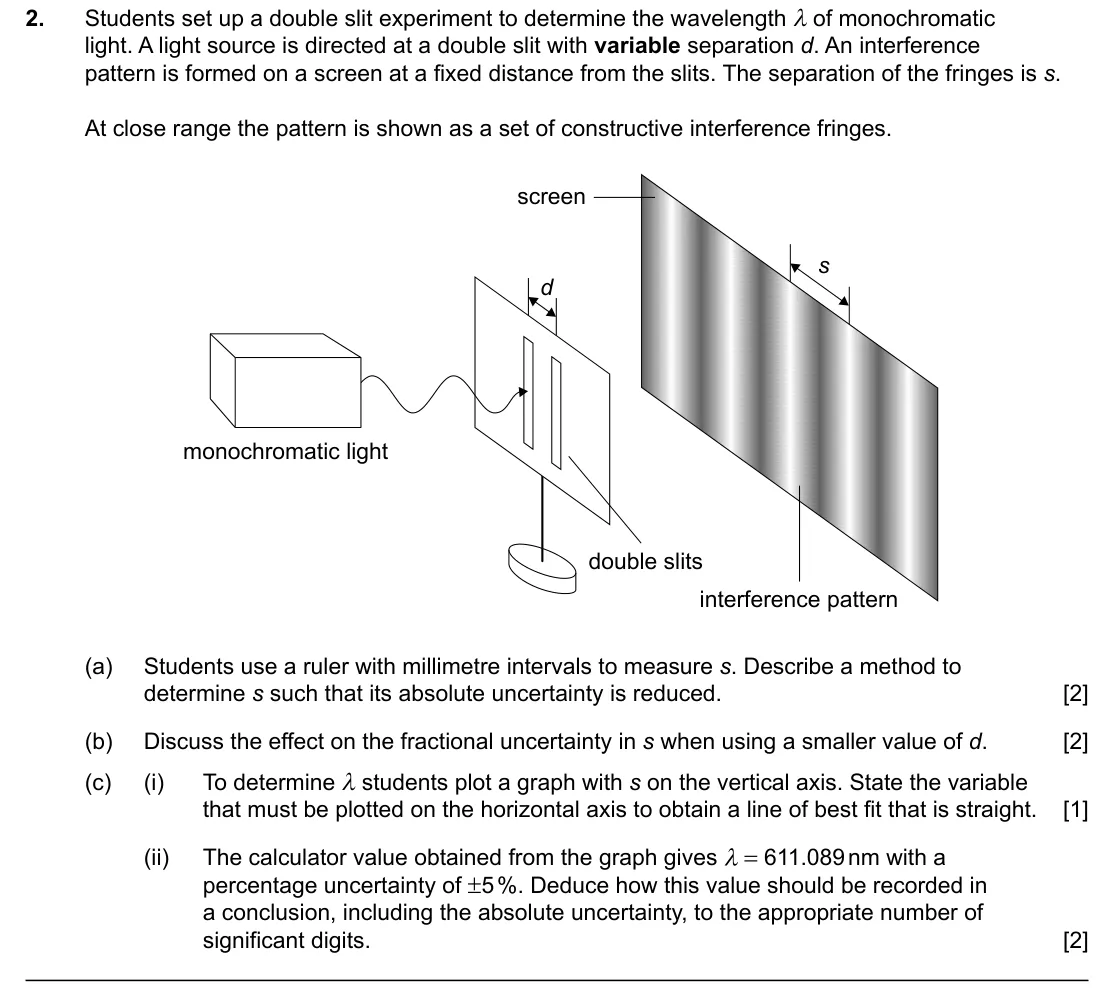 2. Students set up a double slit experiment to determine the wavelength λ of monochromatic
light. A light source is directed at a double slit with variable separation d. An interference
pattern is formed on a screen at a fixed distance from the slits. The separation of the fringes is s.
At close range the pattern is shown as a set of constructive interference fringes.
screen
s
d
monochromatic light
double slits
interference pattern
(a) Students use a ruler with millimetre intervals to measure s. Describe a method to
determine s such that its absolute uncertainty is reduced. [2]
(b) Discuss the effect on the fractional uncertainty in s when using a smaller value of d. [2]
(c) (i) To determine λ students plot a graph with s on the vertical axis. State the variable
that must be plotted on the horizontal axis to obtain a line of best fit that is straight. [1]
(ii) The calculator value obtained from the graph gives λ = 611.089 nm with a
percentage uncertainty of ±5 %. Deduce how this value should be recorded in
a conclusion, including the absolute uncertainty, to the appropriate number of
significant digits. [2]